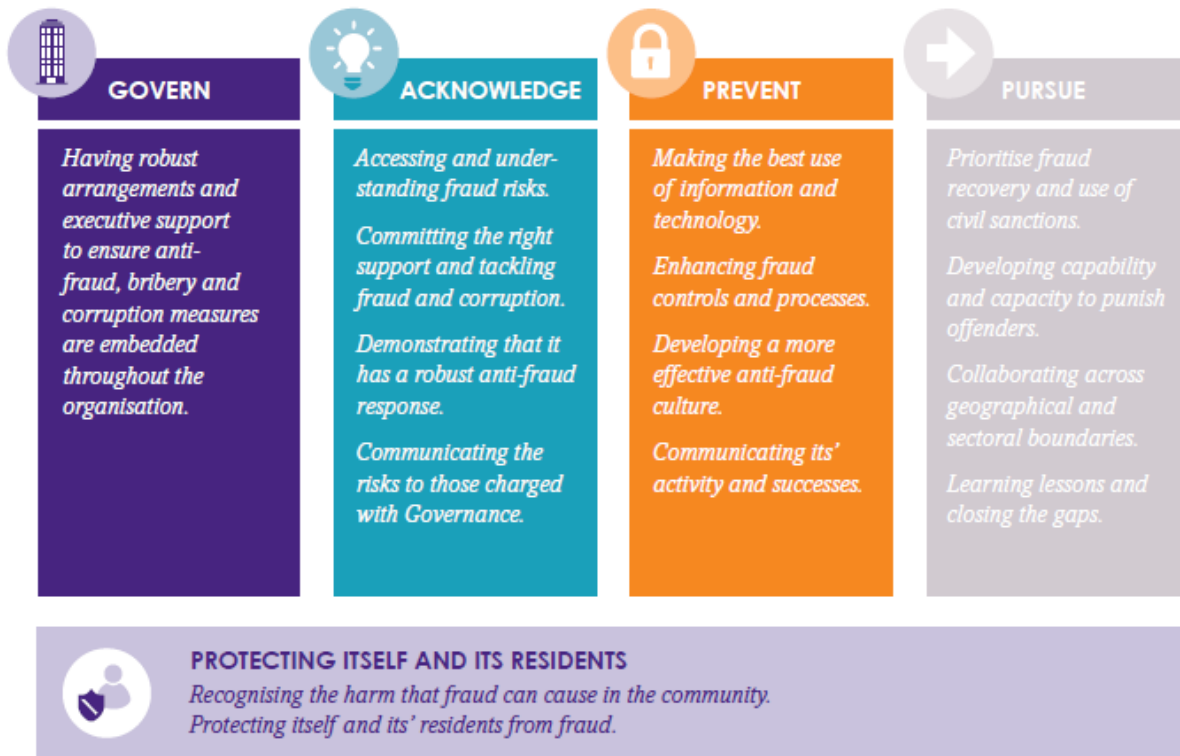 GOVERN
Having robust
arrangements and
executive support
to ensure anti-
fraud, bribery and
corruption measures
are embedded
throughout the
organisation.
ACKNOWLEDGE
Accessing and under-
standing fraud risks.
Committing the right
support and tackling
fraud and corruption.
Demonstrating that it
has a robust anti-fraud
response.
Communicating the
risks to those charged
with Governance.
PREVENT
Making the best use
of information and
technology.
Enhancing fraud
controls and processes.
Developing a more
effective anti-fraud
culture.
Communicating its’
activity and successes.
PURSUE
Prioritise fraud
recovery and use of
civil sanctions.
Developing capability
and capacity to punish
offenders.
Collaborating across
geographical and
sectoral boundaries.
Learning lessons and
closing the gaps.
PROTECTING ITSELF AND ITS RESIDENTS
Recognising the harm that fraud can cause in the community.
Protecting itself and its’ residents from fraud.